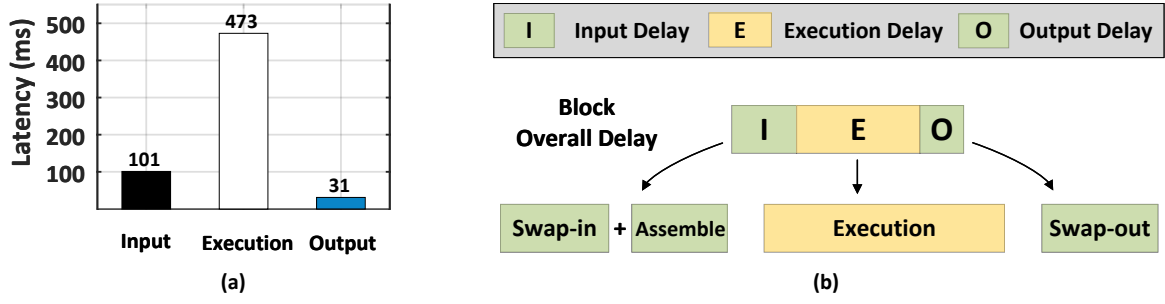 Latency (ms)
500
400
300
200
100
101
473
31
Input
Execution
Output
(a)
I Input Delay E Execution Delay O Output Delay
Block
Overall Delay
I E O
Swap-in + Assemble Execution Swap-out
(b)